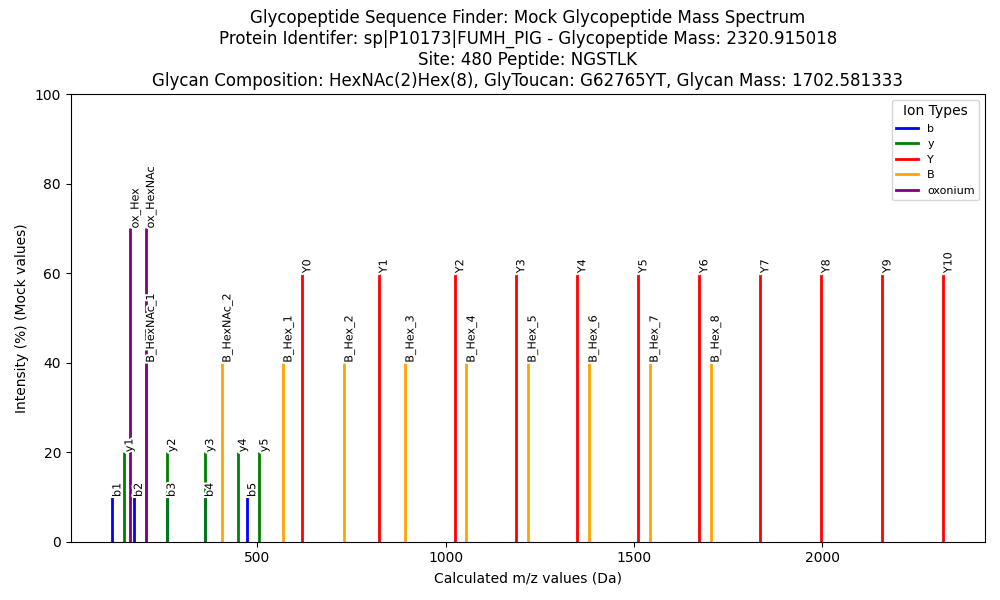 Glycopeptide Sequence Finder: Mock Glycopeptide Mass Spectrum
Protein Identifer: sp|P10173|FUMH_PIG - Glycopeptide Mass: 2320.915018
Site: 480 Peptide: NGSTLK
Glycan Composition: HexNAc(2)Hex(8), GlyToucan: G62765YT, Glycan Mass: 1702.581333
100
80
60
40
20
0
Intensity (%) (Mock values)
Ion Types
b
y
Y
B
oxonium
ox_Hex
ox_HexNAc
B_HexNAc_1
B_HexNAc_2
B_Hex_1
B_Hex_2
B_Hex_3
B_Hex_4
B_Hex_5
B_Hex_6
B_Hex_7
B_Hex_8
Y0
Y1
Y2
Y3
Y4
Y5
Y6
Y7
Y8
Y9
Y10
y1
y2
y3
y4
y5
b1
b2
b3
b4
b5
500
1000
1500
2000
Calculated m/z values (Da)